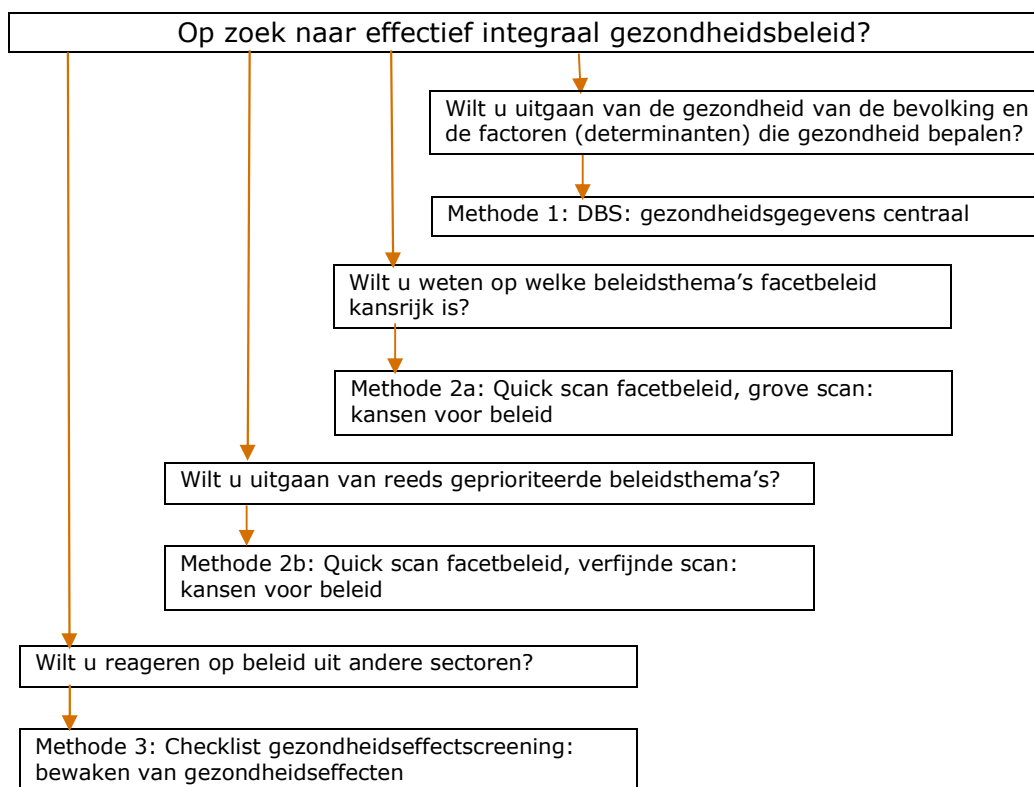 Op zoek naar effectief integraal gezondheidsbeleid?
Wilt u uitgaan van de gezondheid van de bevolking en
de factoren (determinanten) die gezondheid bepalen?
Methode 1: DBS: gezondheidsgegevens centraal
Wilt u weten op welke beleidsthema’s facetbeleid
kansrijk is?
Methode 2a: Quick scan facetbeleid, grove scan:
kansen voor beleid
Wilt u uitgaan van reeds geprioriteerde beleidsthema’s?
Methode 2b: Quick scan facetbeleid, verfijnde scan:
kansen voor beleid
Wilt u reageren op beleid uit andere sectoren?
Methode 3: Checklist gezondheidseffectscreening:
bewaken van gezondheidseffecten